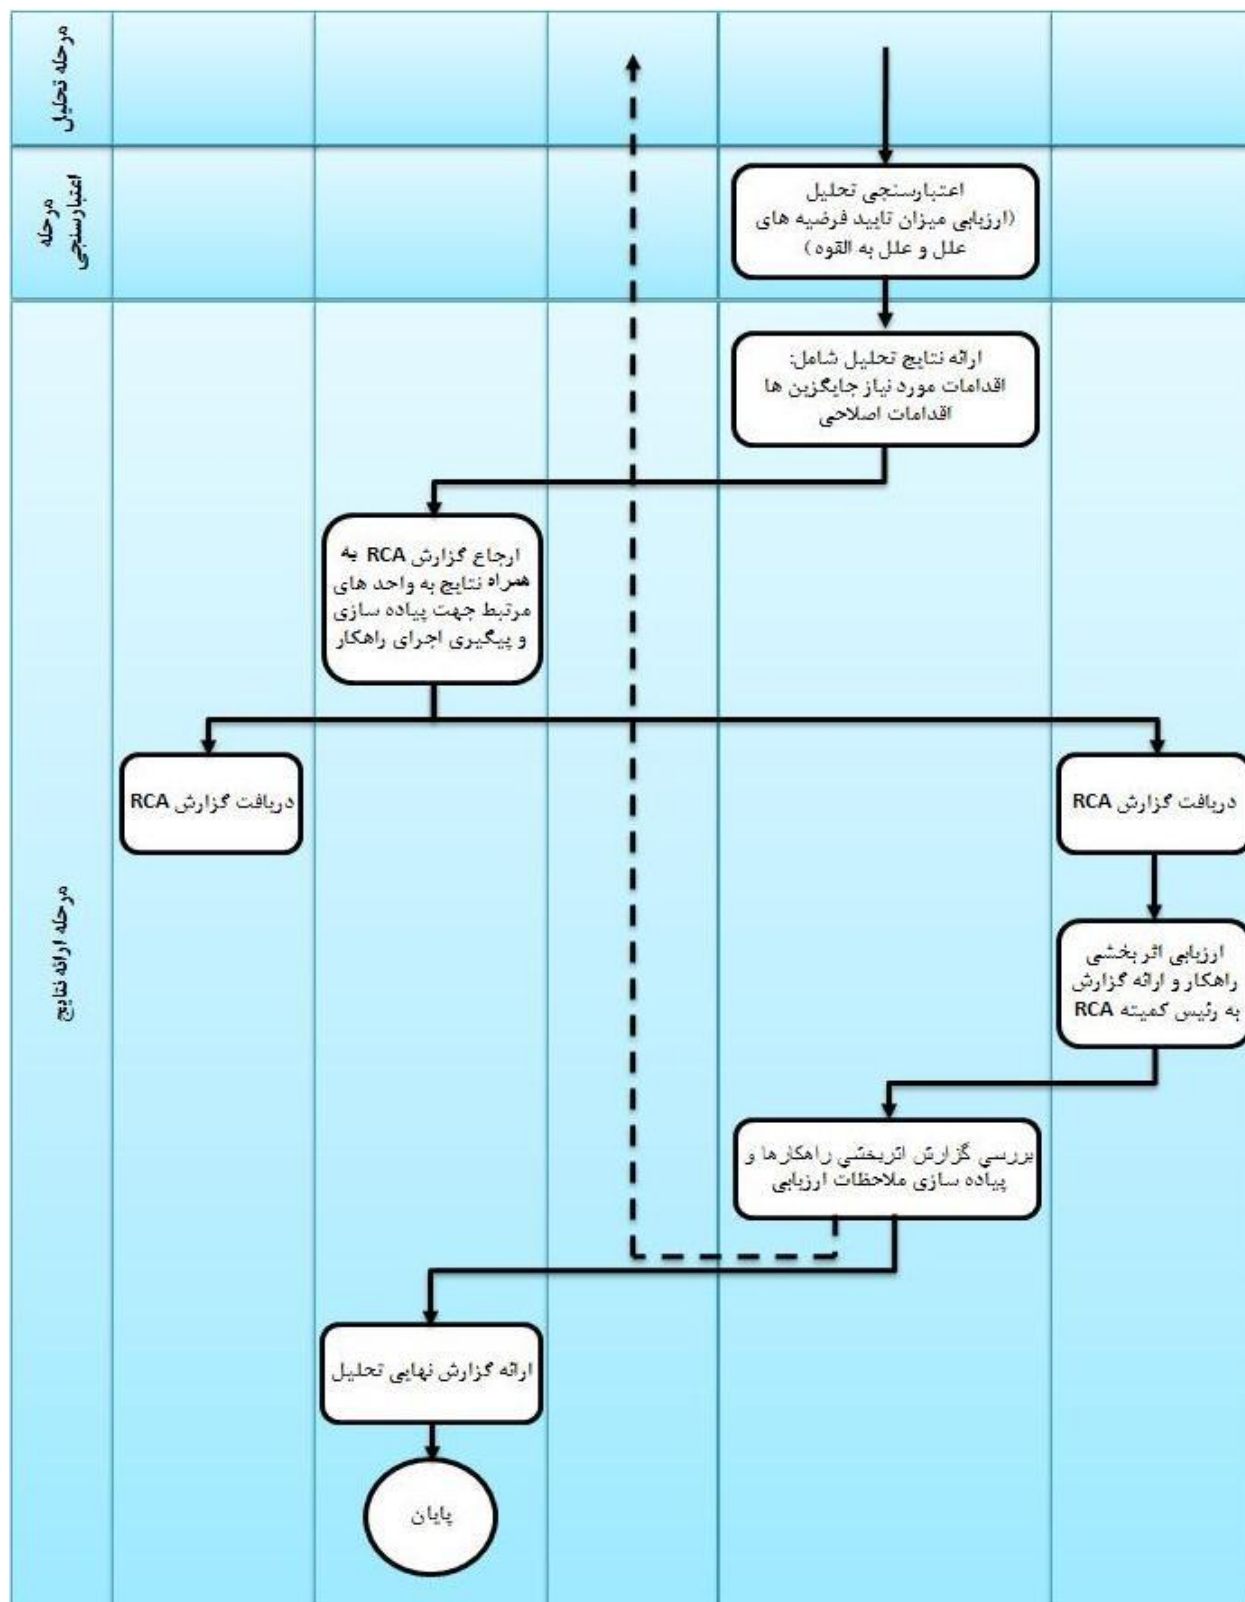 مرحله تحلیل
مرحله
اعتبارسنجی
اعتبارسنجی تحلیل
(ارزیابی میزان تایید فرضیه های
علل و علل به القوه)
ارائه نتایج تحلیل شامل:
اقدامات مورد نیاز جایگزین ها
اقدامات اصلاحی
ارجاع گزارش RCA به
همراه نتایج به واحد های
مرتبط جهت پیاده سازی
و پیگیری اجرای راهکار
دریافت گزارش RCA
دریافت گزارش RCA
مرحله ارائه نتایج
ارزیابی اثر بخشی
راهکار و ارائه گزارش
به رئیس کمیته RCA
بررسی گزارش اثربخشی راهکارها و
پیاده سازی ملاحظات ارزیابی
ارائه گزارش نهایی تحلیل
پایان